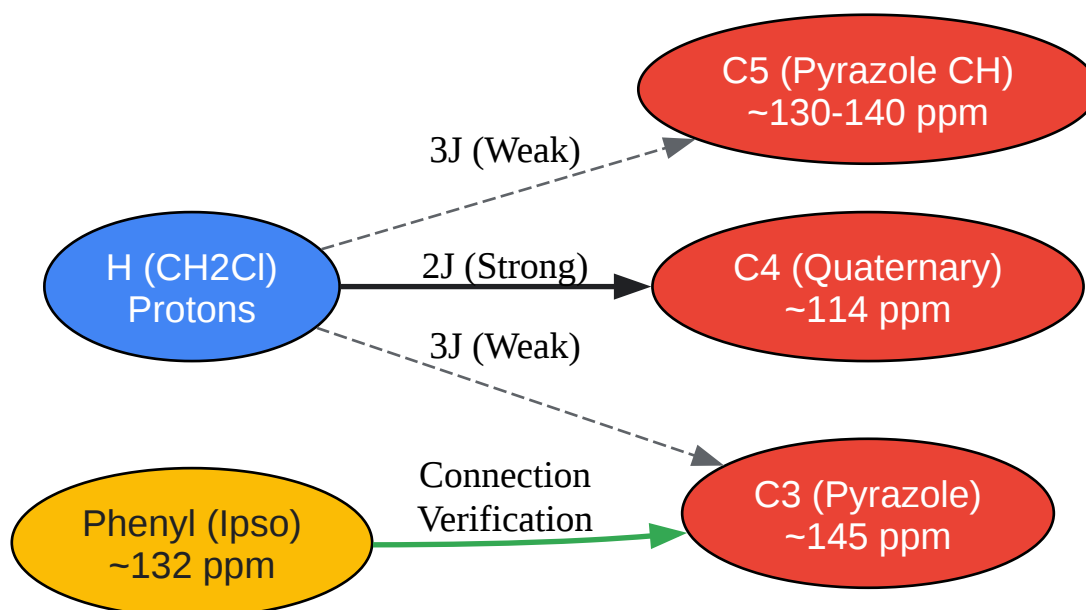 C5 (Pyrazole CH)
~130-140 ppm
3J (Weak)
H (CH2Cl)
Protons
2J (Strong)
C4 (Quaternary)
~114 ppm
3J (Weak)
Phenyl (Ipso)
~132 ppm
Connection
Verification
C3 (Pyrazole)
~145 ppm